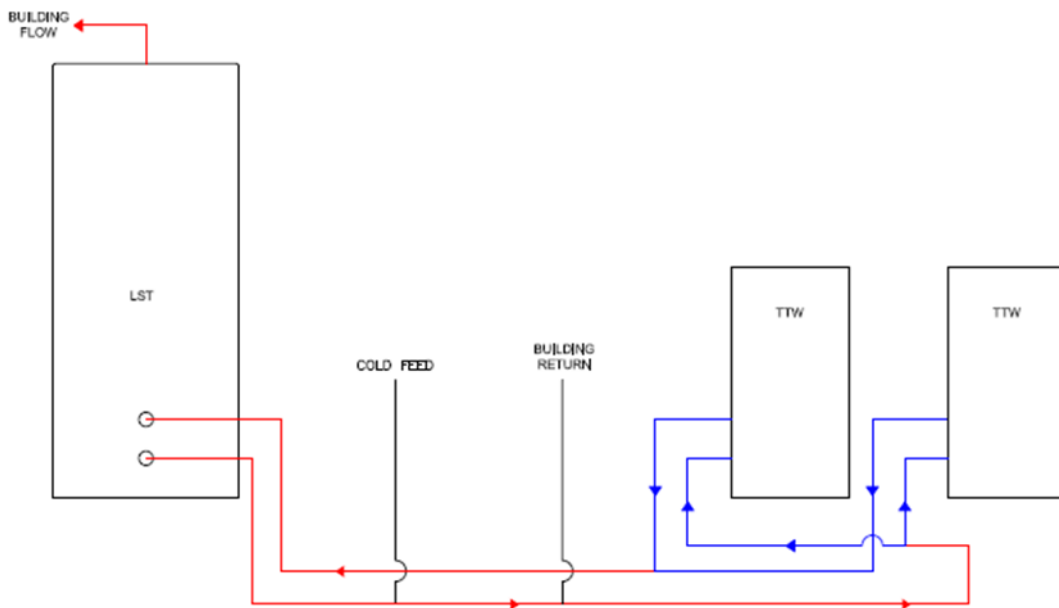 BUILDING
FLOW
LST
TTW
TTW
BUILDING
RETURN
COLD FEED